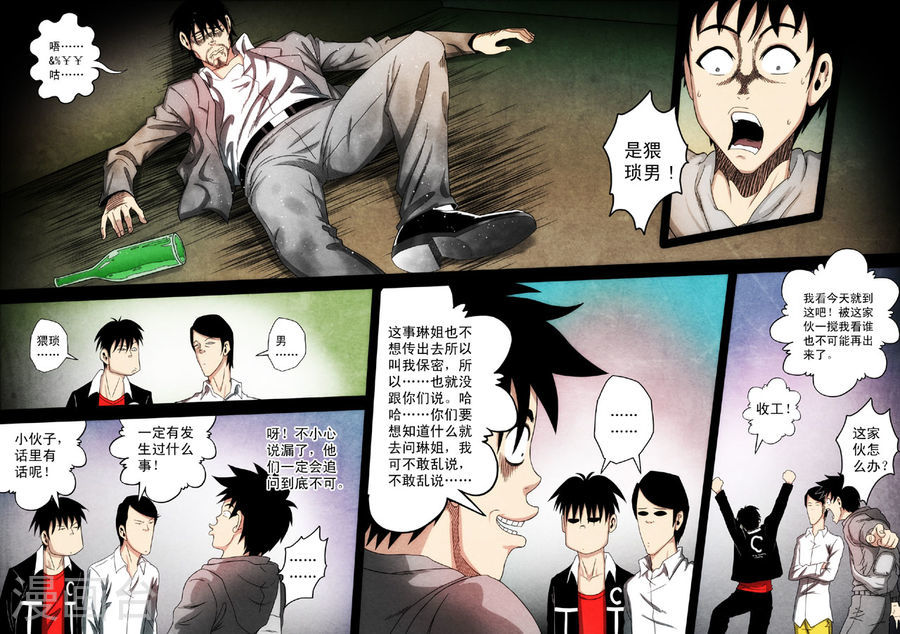 唔……
&%￥￥
咕……
是猥
琐男！
猥琐
男
小伙子，
话里有
话呢！
一定有发
生过什么
事！
呀！不小心
说漏了，他
们一定会追
问到底不可。
……
这事琳姐也不
想传出去所以
叫我保密，所
以……也就没
跟你们说。哈
哈……你们要
想知道什么就
去问琳姐，我
可不敢乱说，
不敢乱说……
……
我看今天就到
这吧！被这家
伙一搅我看谁
也不可能再出
来了。
收工！
这家
伙怎
么办？
C
C
C
漫画台